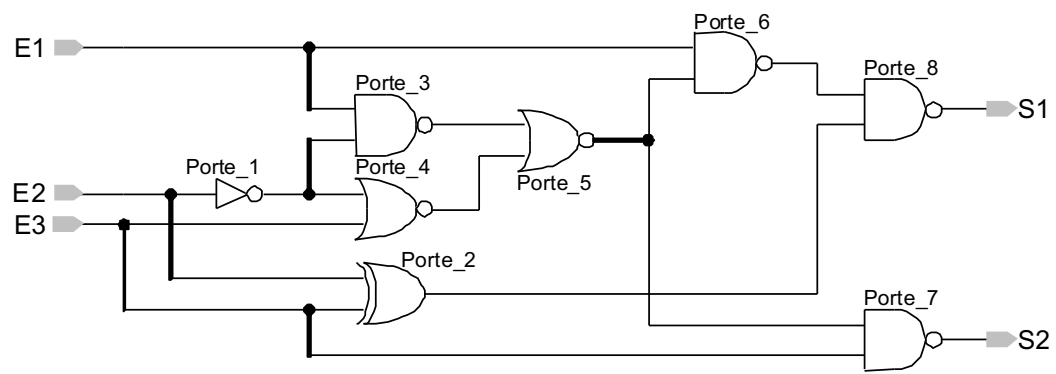 Porte_6
E1
Porte_8
Porte_3
S1
Porte_1
Porte_4
Porte_5
E2
E3
Porte_2
Porte_7
S2